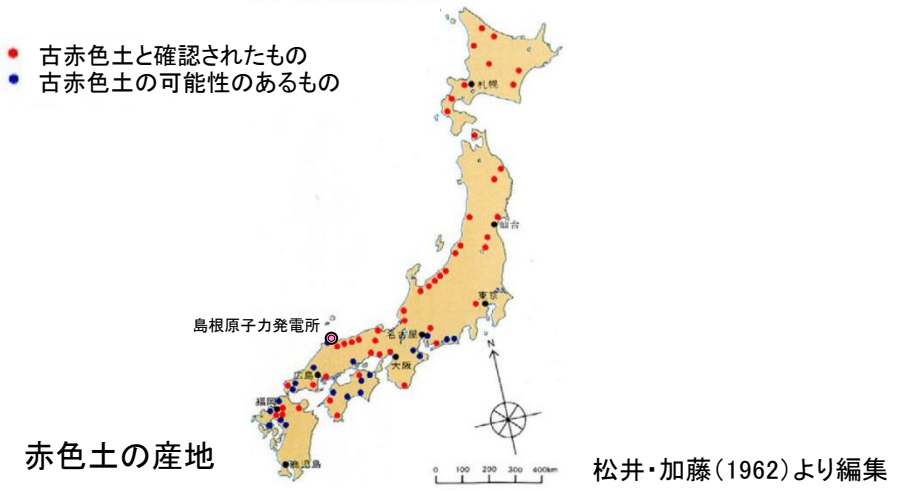 古赤色土と確認されたもの
古赤色土の可能性のあるもの
札幌
仙台
東京
島根原子力発電所
名古屋
大阪
広島
福岡
鹿児島
N
0 100 200 300 400km
赤色土の産地
松井・加藤(1962)より編集